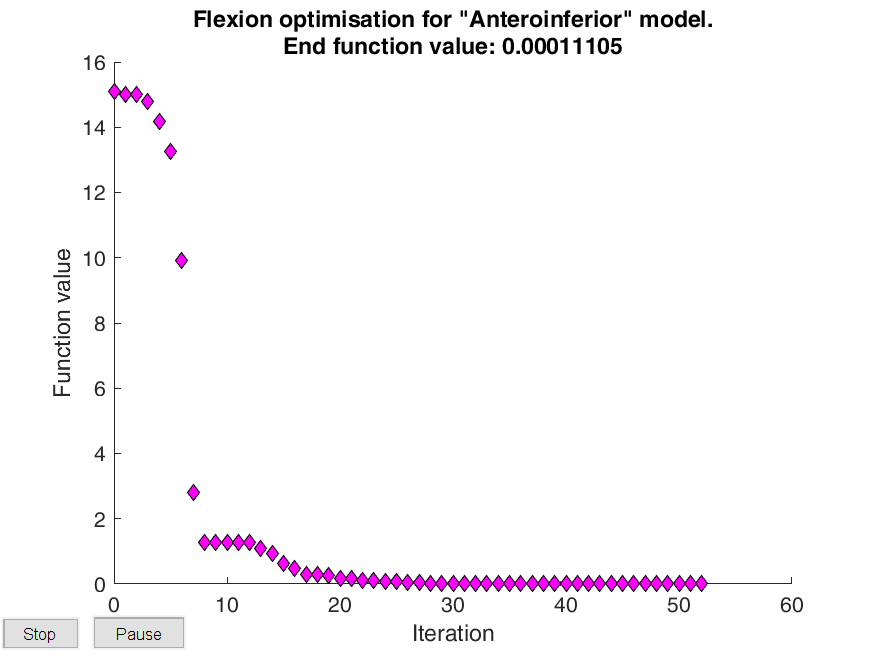 Flexion optimisation for "Anteroinferior" model.
End function value: 0.00011105
16
14
12
10
8
6
4
2
0
Function value
0 10 20 30 40 50 60
Iteration
Stop Pause